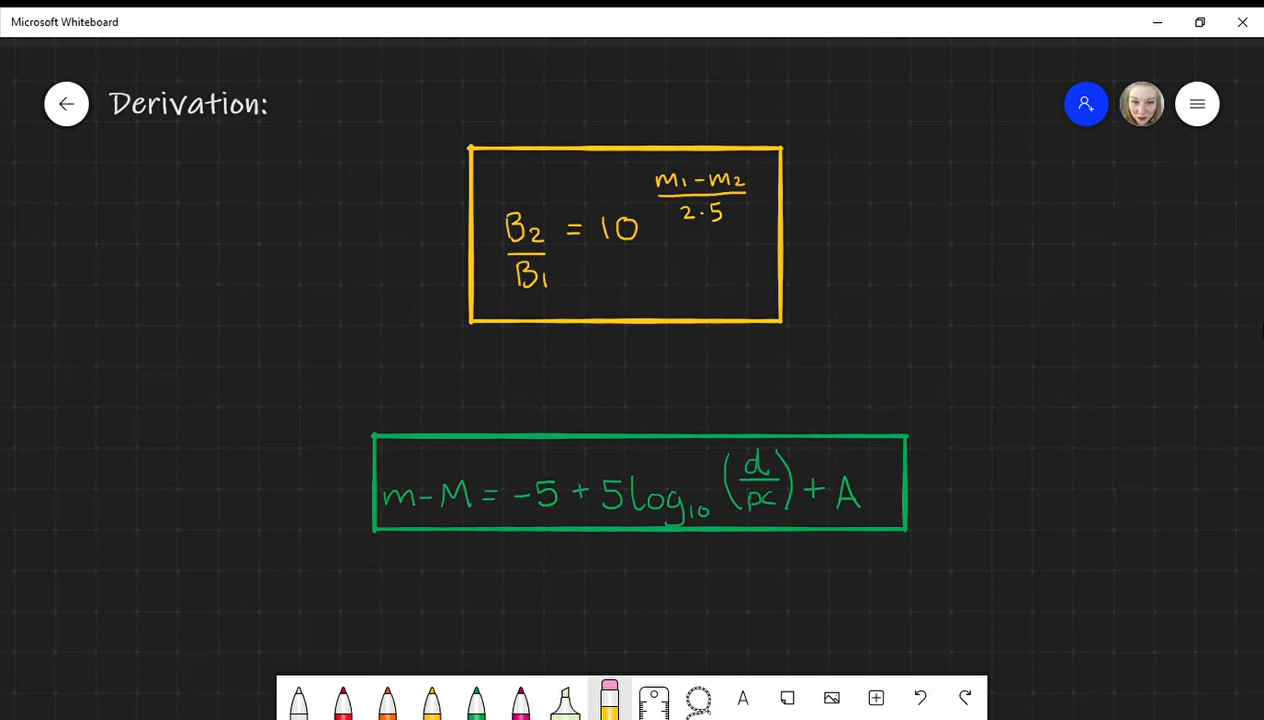 Microsoft Whiteboard
Derivation:
B₂/B₁ = 10^((m₁-m₂)/2.5)
m-M = -5 + 5log₁₀(d/pc) + A
A